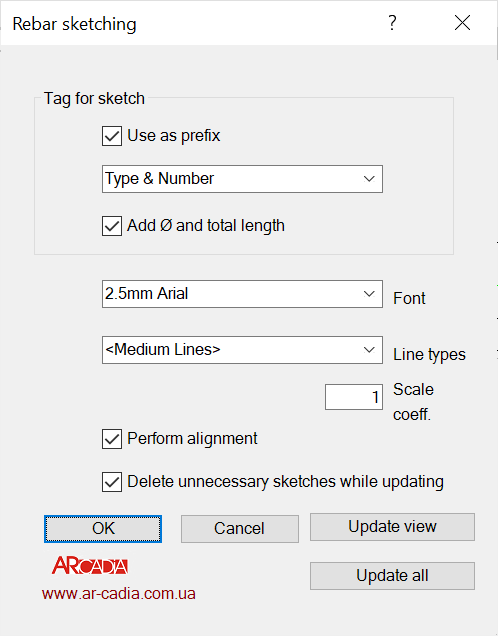 Rebar sketching
?
Tag for sketch
Use as prefix
Type & Number
Add Ø and total length
2.5mm Arial
Font
<Medium Lines>
Line types
1
Scale
coeff.
Perform alignment
Delete unnecessary sketches while updating
OK
Cancel
Update view
ARCADIA
Update all
www.ar-cadia.com.ua